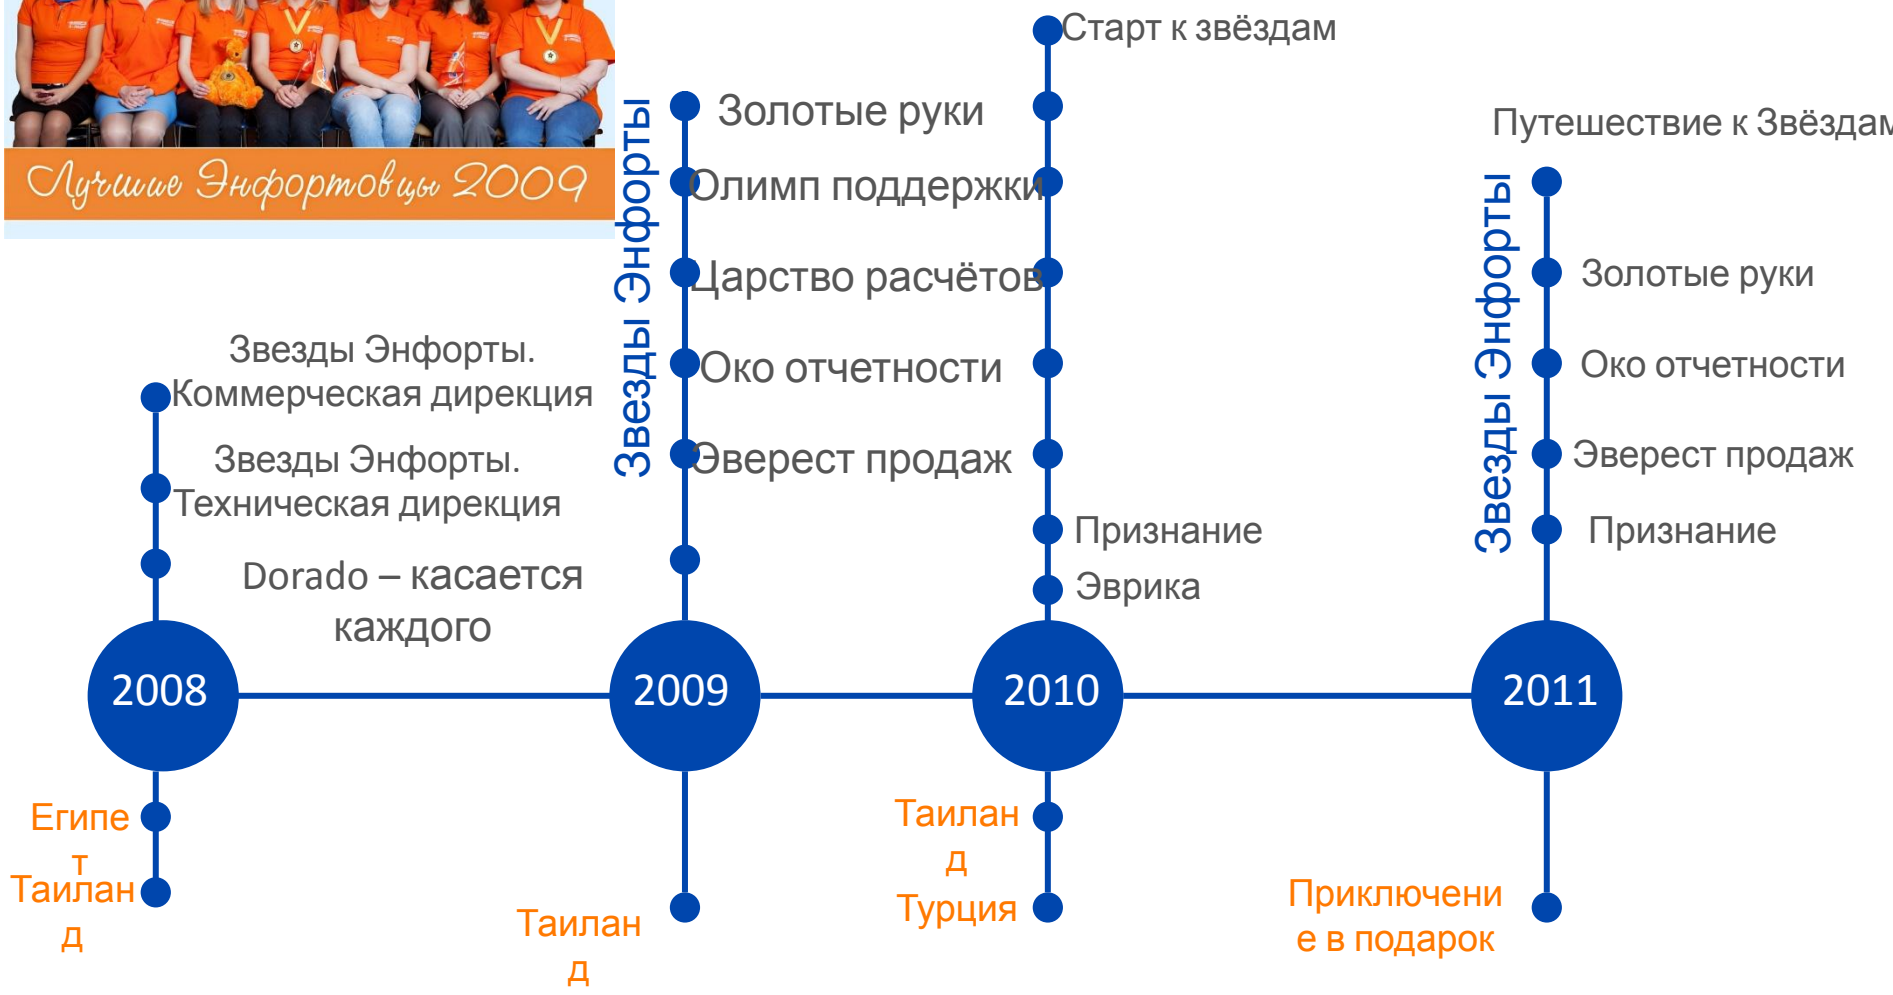 Лучшие Энфортовцы 2009
Старт к звёздам
Звезды Энфорты
Золотые руки
Олимп поддержки
Царство расчётов
Око отчетности
Эверест продаж
Путешествие к Звёздам
Звезды Энфорты
Золотые руки
Око отчетности
Эверест продаж
Признание
Звезды Энфорты.
Коммерческая дирекция
Звезды Энфорты.
Техническая дирекция
Dorado – касается
каждого
Признание
Эврика
2008
2009
2010
2011
Египе
т
Таилан
д
Таилан
д
Таилан
д
Турция
Приключени
е в подарок